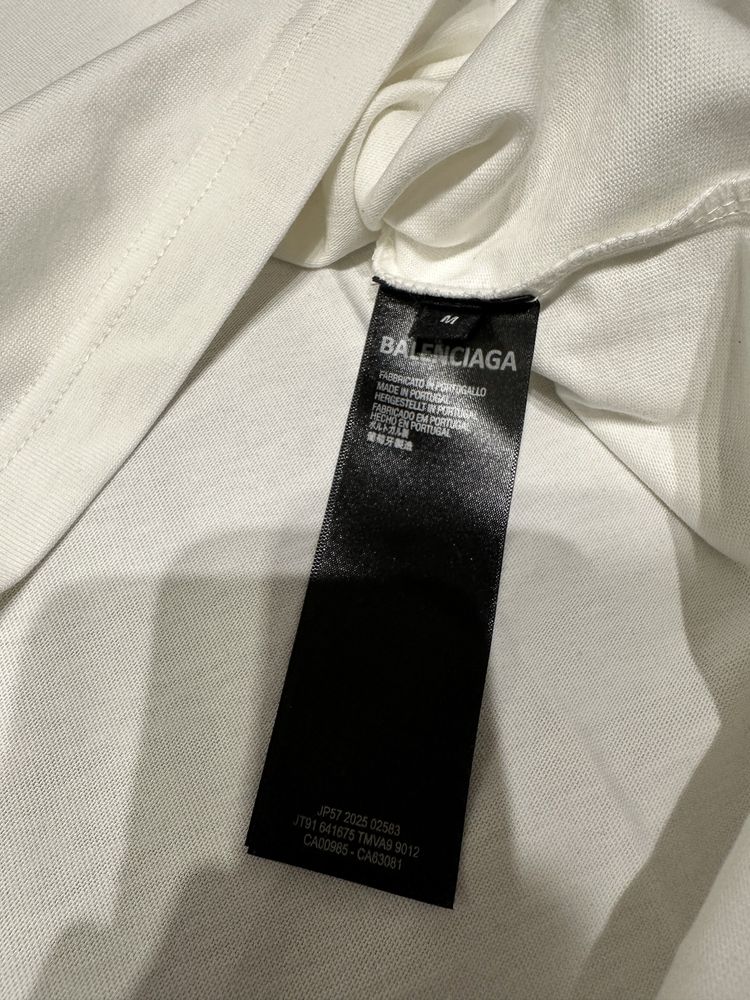 M
BALENCIAGA
FABBRICATO IN PORTOGALLO
MADE IN PORTUGAL
HERGESTELLT IN PORTUGAL
FABRICADO EM PORTUGAL
HECHO EN PORTUGAL
ポルトガル製
葡萄牙製造
JP57 2025 02583
JT91 641675 TMVA9 9012
CA00985 - CA63081